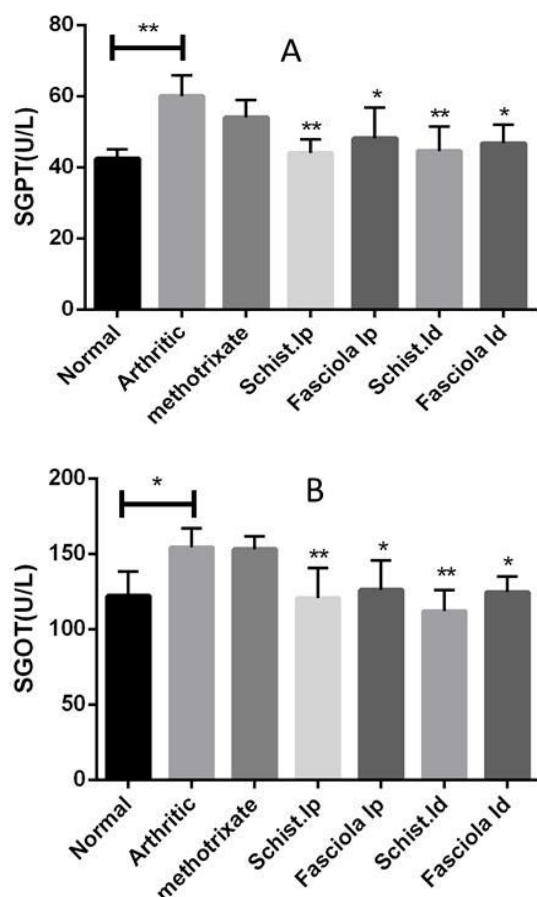 A
**
SGPT(U/L)
80
60
40
20
0
** * ** *
Normal
Arthritic
methotrixate
Schist.Ip
Fasciola Ip
Schist.Id
Fasciola Id
B
*
SGOT(U/L)
200
150
100
50
0
** * ** *
Normal
Arthritic
methotrixate
Schist.Ip
Fasciola Ip
Schist.Id
Fasciola Id